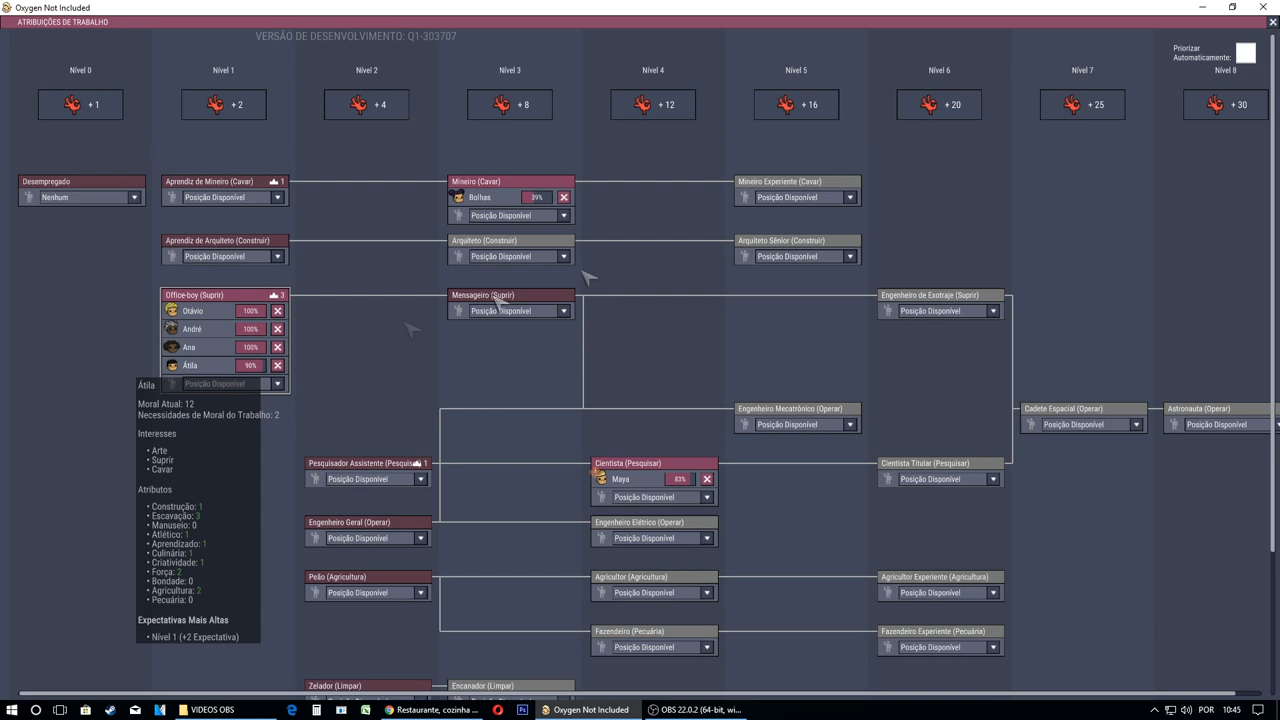 Oxygen Not Included
ATRIBUIÇÕES DE TRABALHO
VERSÃO DE DESENVOLVIMENTO: Q1-303707
Priorizar
Automaticamente:
Nível 0
Nível 1
Nível 2
Nível 3
Nível 4
Nível 5
Nível 6
Nível 7
Nível 8
+ 1
+ 2
+ 4
+ 8
+ 12
+ 16
+ 20
+ 25
+ 30
Desempregado
Nenhum
Aprendiz de Mineiro (Cavar) 1
Posição Disponível
Mineiro (Cavar)
Bolhas 39%
Posição Disponível
Mineiro Experiente (Cavar)
Posição Disponível
Aprendiz de Arquiteto (Construir)
Posição Disponível
Arquiteto (Construir)
Posição Disponível
Arquiteto Sênior (Construir)
Posição Disponível
Office-boy (Suprir) 3
Otávio 100%
André 100%
Ana 100%
Átila 90%
Posição Disponível
Mensageiro (Suprir)
Posição Disponível
Engenheiro de Exotraje (Suprir)
Posição Disponível
Átila
Moral Atual: 12
Necessidades de Moral do Trabalho: 2
Interesses
• Arte
• Suprir
• Cavar
Atributos
• Construção: 1
• Escavação: 3
• Manuseio: 0
• Atlético: 1
• Aprendizado: 1
• Culinária: 1
• Criatividade: 1
• Força: 2
• Bondade: 0
• Agricultura: 2
• Pecuária: 0
Expectativas Mais Altas
• Nível 1 (+2 Expectativa)
Engenheiro Mecatrônico (Operar)
Posição Disponível
Cadete Espacial (Operar)
Posição Disponível
Astronauta (Operar)
Posição Disponível
Pesquisador Assistente (Pesquisar) 1
Posição Disponível
Cientista (Pesquisar)
Maya 83%
Posição Disponível
Cientista Titular (Pesquisar)
Posição Disponível
Engenheiro Geral (Operar)
Posição Disponível
Engenheiro Elétrico (Operar)
Posição Disponível
Peão (Agricultura)
Posição Disponível
Agricultor (Agricultura)
Posição Disponível
Agricultor Experiente (Agricultura)
Posição Disponível
Fazendeiro (Pecuária)
Posição Disponível
Fazendeiro Experiente (Pecuária)
Posição Disponível
Zelador (Limpar)
Encanador (Limpar)
VIDEOS OBS
Restaurante, cozinha ...
Oxygen Not Included
OBS 22.0.2 (64-bit, wi...
POR
10:45